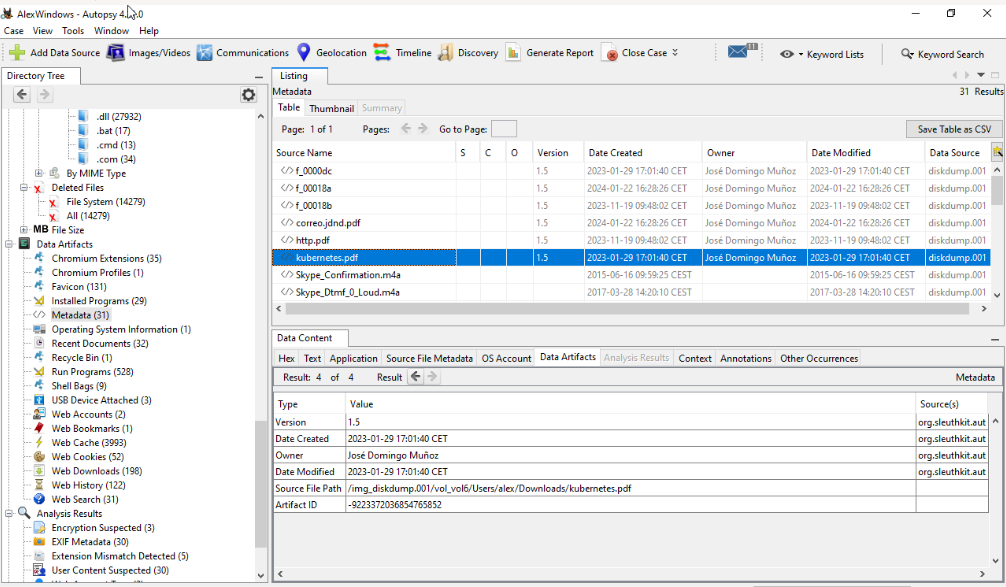 AlexWindows - Autopsy 4. .0
Case View Tools Window Help
Add Data Source Images/Videos Communications Geolocation Timeline Discovery Generate Report Close Case 11 Keyword Lists Keyword Search
Directory Tree
.dll (27932)
.bat (17)
.cmd (13)
.com (34)
By MIME Type
Deleted Files
File System (14279)
All (14279)
MB File Size
Data Artifacts
Chromium Extensions (35)
Chromium Profiles (1)
Favicon (131)
Installed Programs (29)
Metadata (31)
Operating System Information (1)
Recent Documents (32)
Recycle Bin (1)
Run Programs (528)
Shell Bags (9)
USB Device Attached (3)
Web Accounts (2)
Web Bookmarks (1)
Web Cache (3993)
Web Cookies (52)
Web Downloads (198)
Web History (122)
Web Search (31)
Analysis Results
Encryption Suspected (3)
EXIF Metadata (30)
Extension Mismatch Detected (5)
User Content Suspected (30)
Listing
Metadata
31 Results
Table Thumbnail Summary
Page: 1 of 1 Pages: Go to Page: Save Table as CSV
Source Name S C O Version Date Created Owner Date Modified Data Source
f_0000dc 1.5 2023-01-29 17:01:40 CET José Domingo Muñoz 2023-01-29 17:01:40 CET diskdump.001
f_00018a 1.5 2024-01-22 16:28:26 CET José Domingo Muñoz 2024-01-22 16:28:26 CET diskdump.001
f_00018b 1.5 2023-11-19 09:48:02 CET José Domingo Muñoz 2023-11-19 09:48:02 CET diskdump.001
correo.jdnd.pdf 1.5 2024-01-22 16:28:26 CET José Domingo Muñoz 2024-01-22 16:28:26 CET diskdump.001
http.pdf 1.5 2023-11-19 09:48:02 CET José Domingo Muñoz 2023-11-19 09:48:02 CET diskdump.001
kubernetes.pdf 1.5 2023-01-29 17:01:40 CET José Domingo Muñoz 2023-01-29 17:01:40 CET diskdump.001
Skype_Confirmation.m4a 2015-06-16 09:59:25 CEST 2015-06-16 09:59:25 CEST diskdump.001
Skype_Dtmf_0_Loud.m4a 2017-03-28 14:20:10 CEST 2017-03-28 14:20:10 CEST diskdump.001
Data Content
Hex Text Application Source File Metadata OS Account Data Artifacts Analysis Results Context Annotations Other Occurrences
Result: 4 of 4 Result Metadata
Type Value Source(s)
Version 1.5 org.sleuthkit.aut
Date Created 2023-01-29 17:01:40 CET org.sleuthkit.aut
Owner José Domingo Muñoz org.sleuthkit.aut
Date Modified 2023-01-29 17:01:40 CET org.sleuthkit.aut
Source File Path /img_diskdump.001/vol_vol6/Users/alex/Downloads/kubernetes.pdf
Artifact ID -9223372036854765852